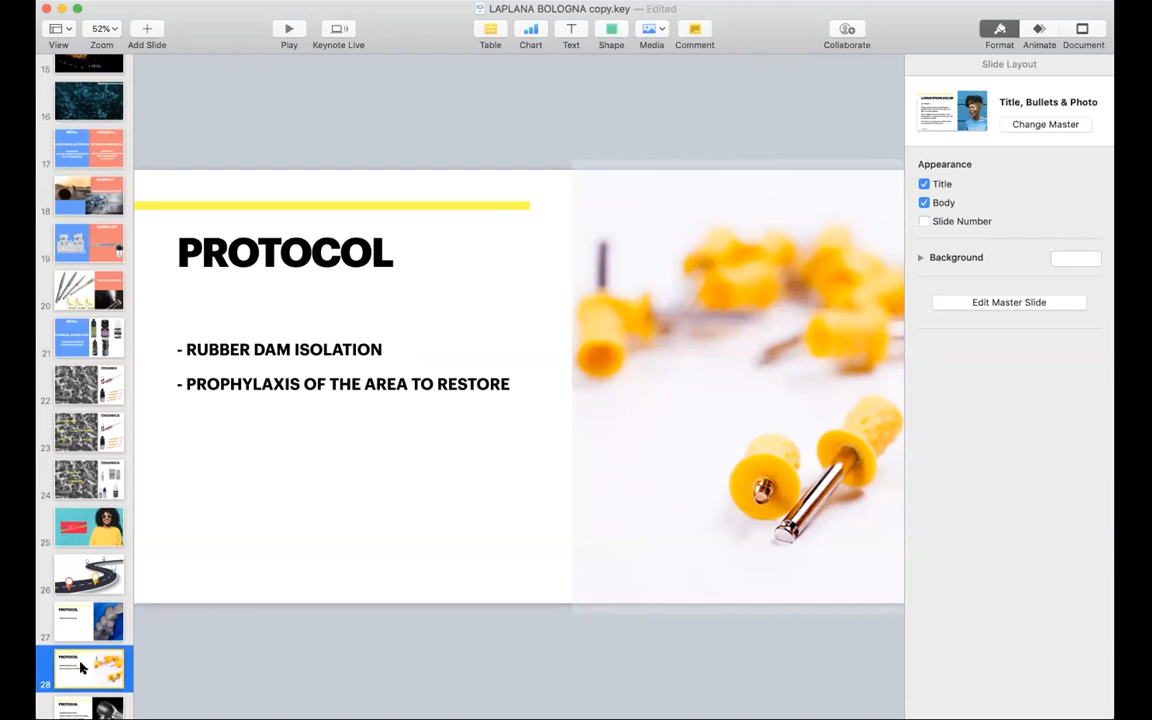 LAPLANA BOLOGNA copy.key — Edited
52%
View
Zoom
Add Slide
Play
Keynote Live
Table
Chart
Text
Shape
Media
Comment
Collaborate
Format
Animate
Document
15
16
17
18
19
20
21
22
23
24
25
26
27
28
PROTOCOL
- RUBBER DAM ISOLATION
- PROPHYLAXIS OF THE AREA TO RESTORE
Slide Layout
Title, Bullets & Photo
Change Master
Appearance
Title
Body
Slide Number
Background
Edit Master Slide
PROTOCOL
PROTOCOL
PROTOCOL